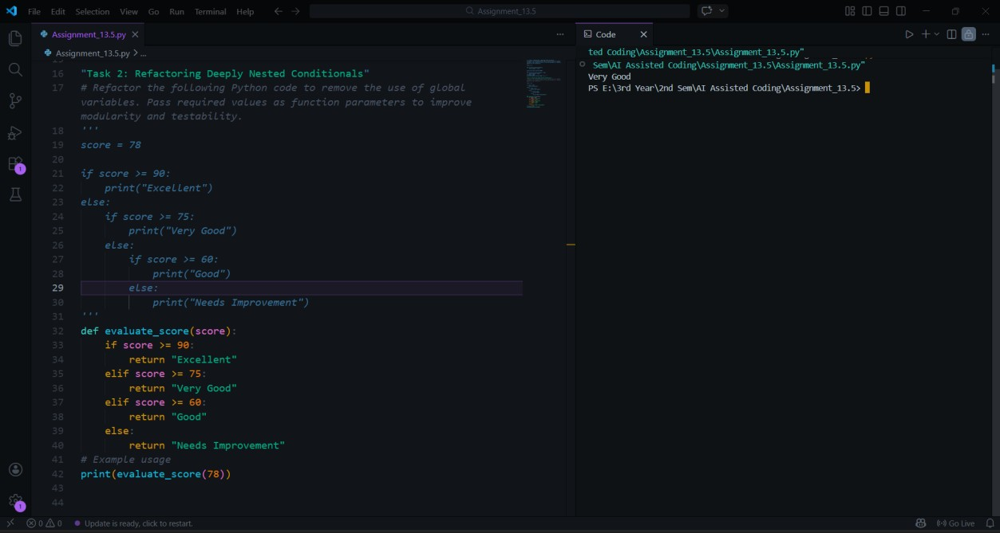 File Edit Selection View Go Run Terminal Help
Assignment_13.5
Assignment_13.5.py
Assignment_13.5.py > ...
16 "Task 2: Refactoring Deeply Nested Conditionals"
17 # Refactor the following Python code to remove the use of global
variables. Pass required values as function parameters to improve
modularity and testability.
18 '''
19 score = 78
20
21 if score >= 90:
22     print("Excellent")
23 else:
24     if score >= 75:
25         print("Very Good")
26     else:
27         if score >= 60:
28             print("Good")
29         else:
30             print("Needs Improvement")
31 '''
32 def evaluate_score(score):
33     if score >= 90:
34         return "Excellent"
35     elif score >= 75:
36         return "Very Good"
37     elif score >= 60:
38         return "Good"
39     else:
40         return "Needs Improvement"
41 # Example usage
42 print(evaluate_score(78))
43
44
Code
ted Coding\Assignment_13.5\Assignment_13.5.py"
Sem\AI Assisted Coding\Assignment_13.5\Assignment_13.5.py"
Very Good
PS E:\3rd Year\2nd Sem\AI Assisted Coding\Assignment_13.5>
1
1
0 0 Update is ready, click to restart.
Go Live